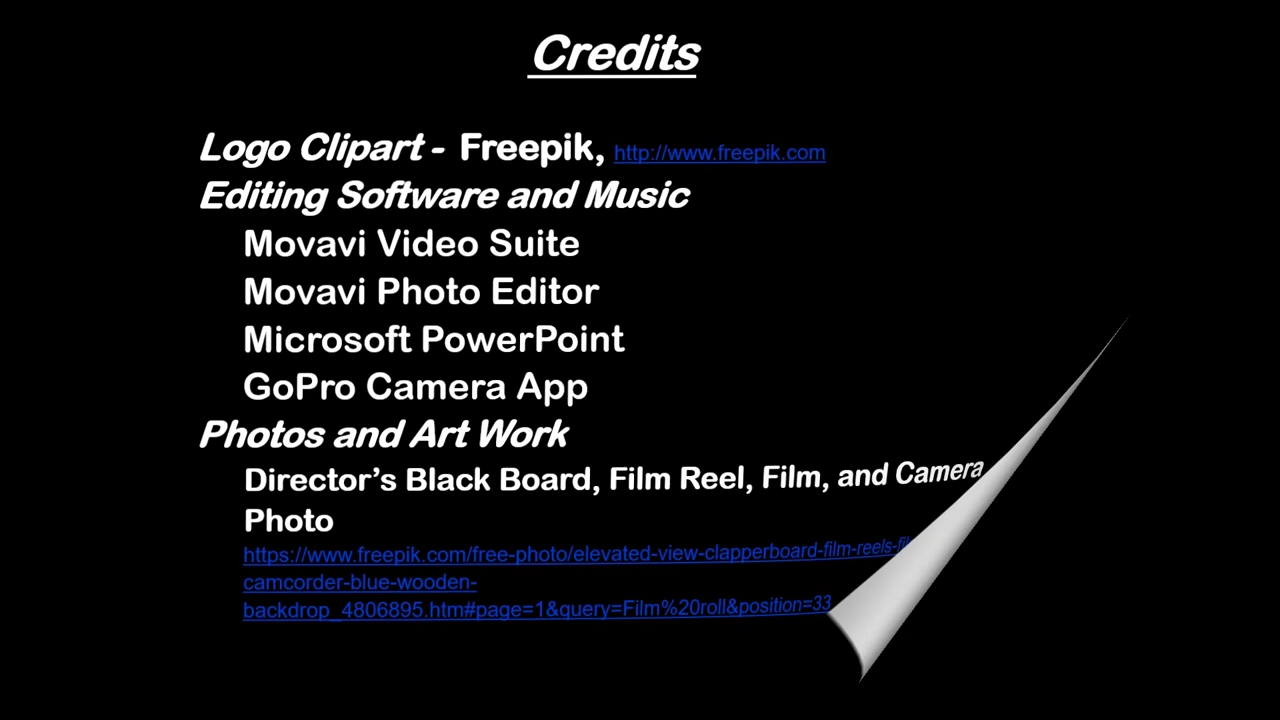 Credits
Logo Clipart - Freepik, http://www.freepik.com
Editing Software and Music
Movavi Video Suite
Movavi Photo Editor
Microsoft PowerPoint
GoPro Camera App
Photos and Art Work
Director’s Black Board, Film Reel, Film, and Camera
Photo
https://www.freepik.com/free-photo/elevated-view-clapperboard-film-reels-fil
camcorder-blue-wooden-
backdrop_4806895.htm#page=1&query=Film%20roll&position=33